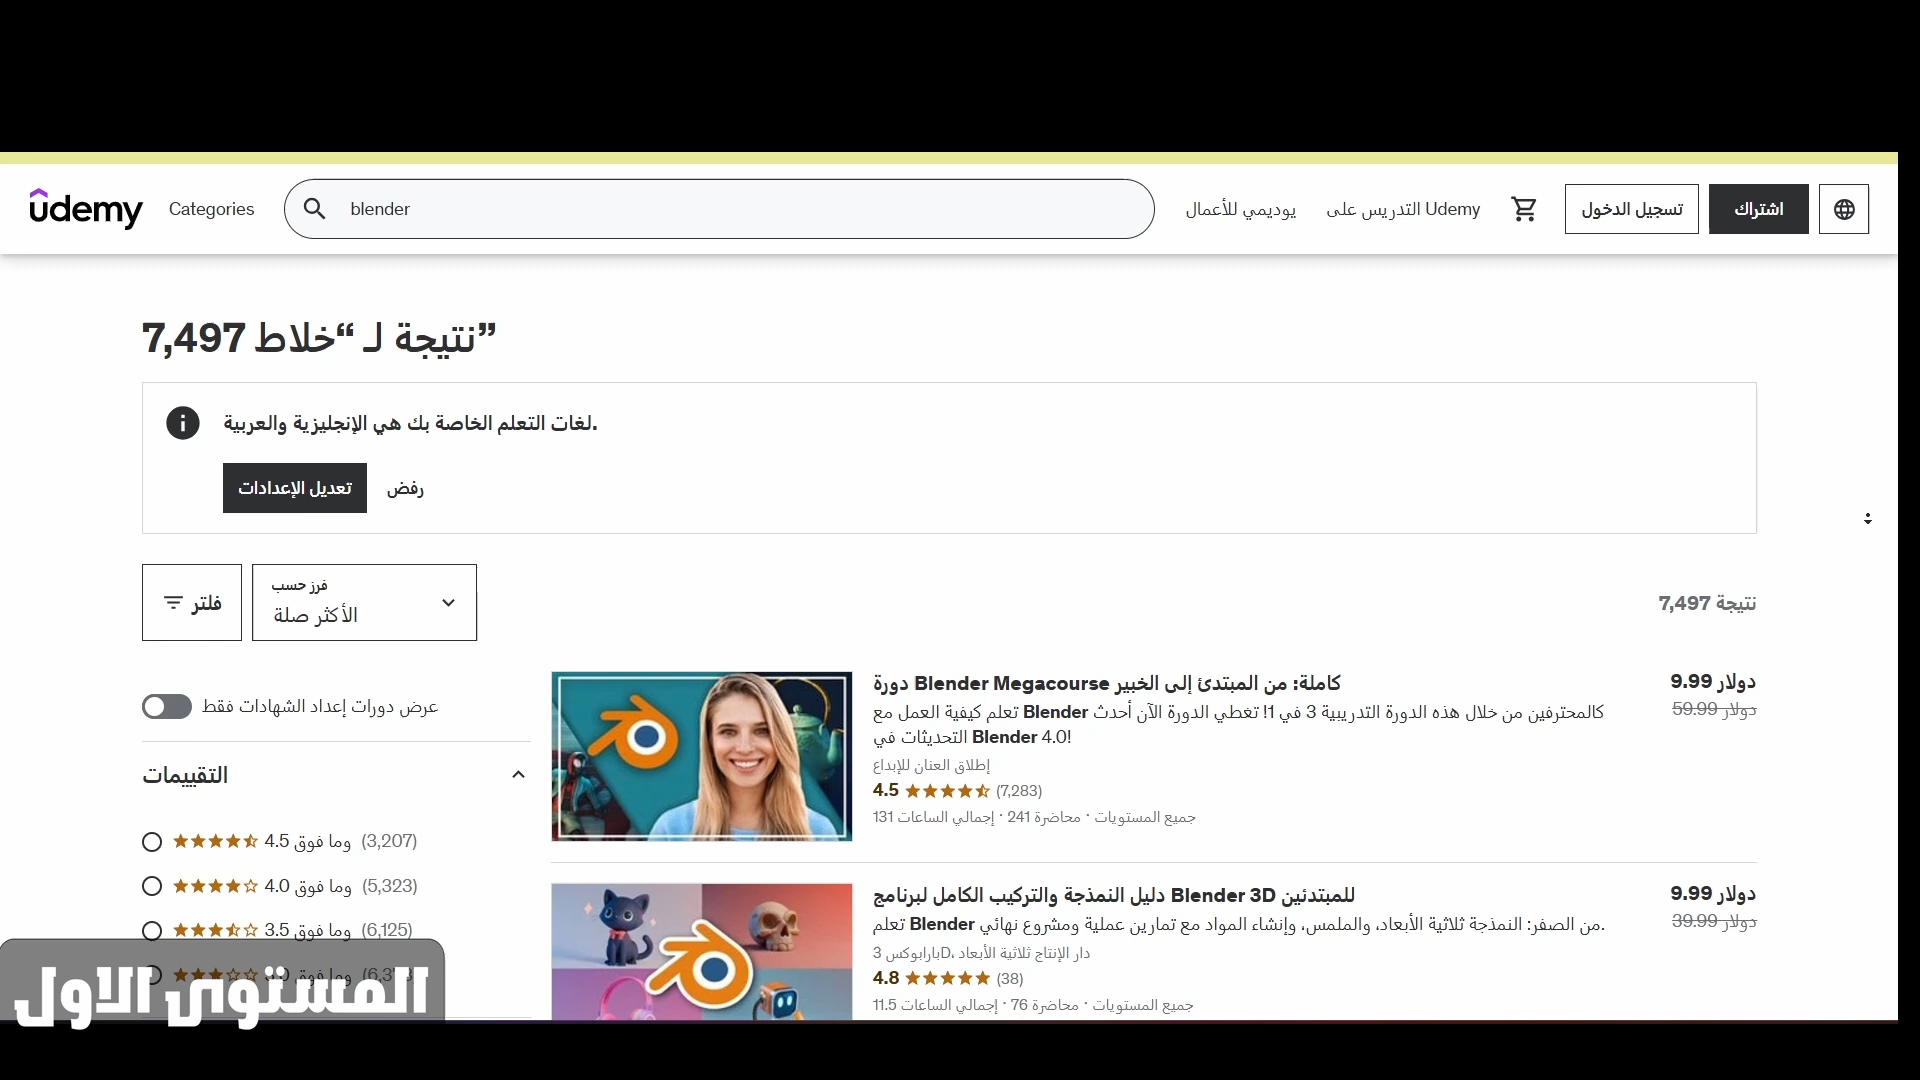 udemy
Categories
blender
يوديمي للأعمال
التدريس على Udemy
تسجيل الدخول
اشتراك
7,497 نتيجة لـ “خلاط”
لغات التعلم الخاصة بك هي الإنجليزية والعربية.
تعديل الإعدادات
رفض
فلتر
فرز حسب
الأكثر صلة
7,497 نتيجة
عرض دورات إعداد الشهادات فقط
التقييمات
4.5 وما فوق (3,207)
4.0 وما فوق (5,323)
3.5 وما فوق (6,125)
دورة Blender Megacourse كاملة: من المبتدئ إلى الخبير
تعلم كيفية العمل مع Blender كالمحترفين من خلال هذه الدورة التدريبية 3 في 1! تغطي الدورة الآن أحدث
التحديثات في Blender 4.0!
إطلاق العنان للإبداع
4.5 (7,283)
131 إجمالي الساعات · 241 محاضرة · جميع المستويات
9.99 دولار
59.99 دولار
دليل النمذجة والتركيب الكامل لبرنامج Blender 3D للمبتدئين
تعلم Blender من الصفر: النمذجة ثلاثية الأبعاد، والملمس، وإنشاء المواد مع تمارين عملية ومشروع نهائي.
بارابوكس 3D، دار الإنتاج ثلاثية الأبعاد
4.8 (38)
11.5 إجمالي الساعات · 76 محاضرة · جميع المستويات
9.99 دولار
39.99 دولار
المستوى الاول